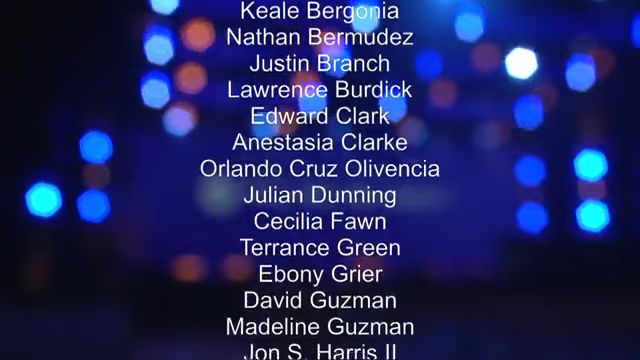 Keale Bergonia
Nathan Bermudez
Justin Branch
Lawrence Burdick
Edward Clark
Anestasia Clarke
Orlando Cruz Olivencia
Julian Dunning
Cecilia Fawn
Terrance Green
Ebony Grier
David Guzman
Madeline Guzman
Jon S. Harris II